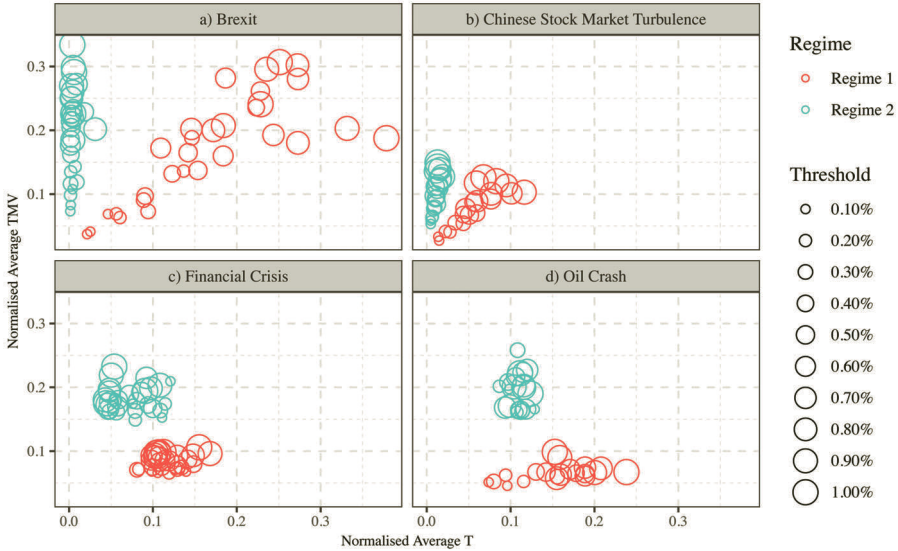 a) Brexit
b) Chinese Stock Market Turbulence
0.3
0.2
0.1
c) Financial Crisis
d) Oil Crash
0.3
0.2
0.1
0.0 0.1 0.2 0.3
0.0 0.1 0.2 0.3
Normalised Average T
Normalised Average TMV
Regime
Regime 1
Regime 2
Threshold
0.10%
0.20%
0.30%
0.40%
0.50%
0.60%
0.70%
0.80%
0.90%
1.00%